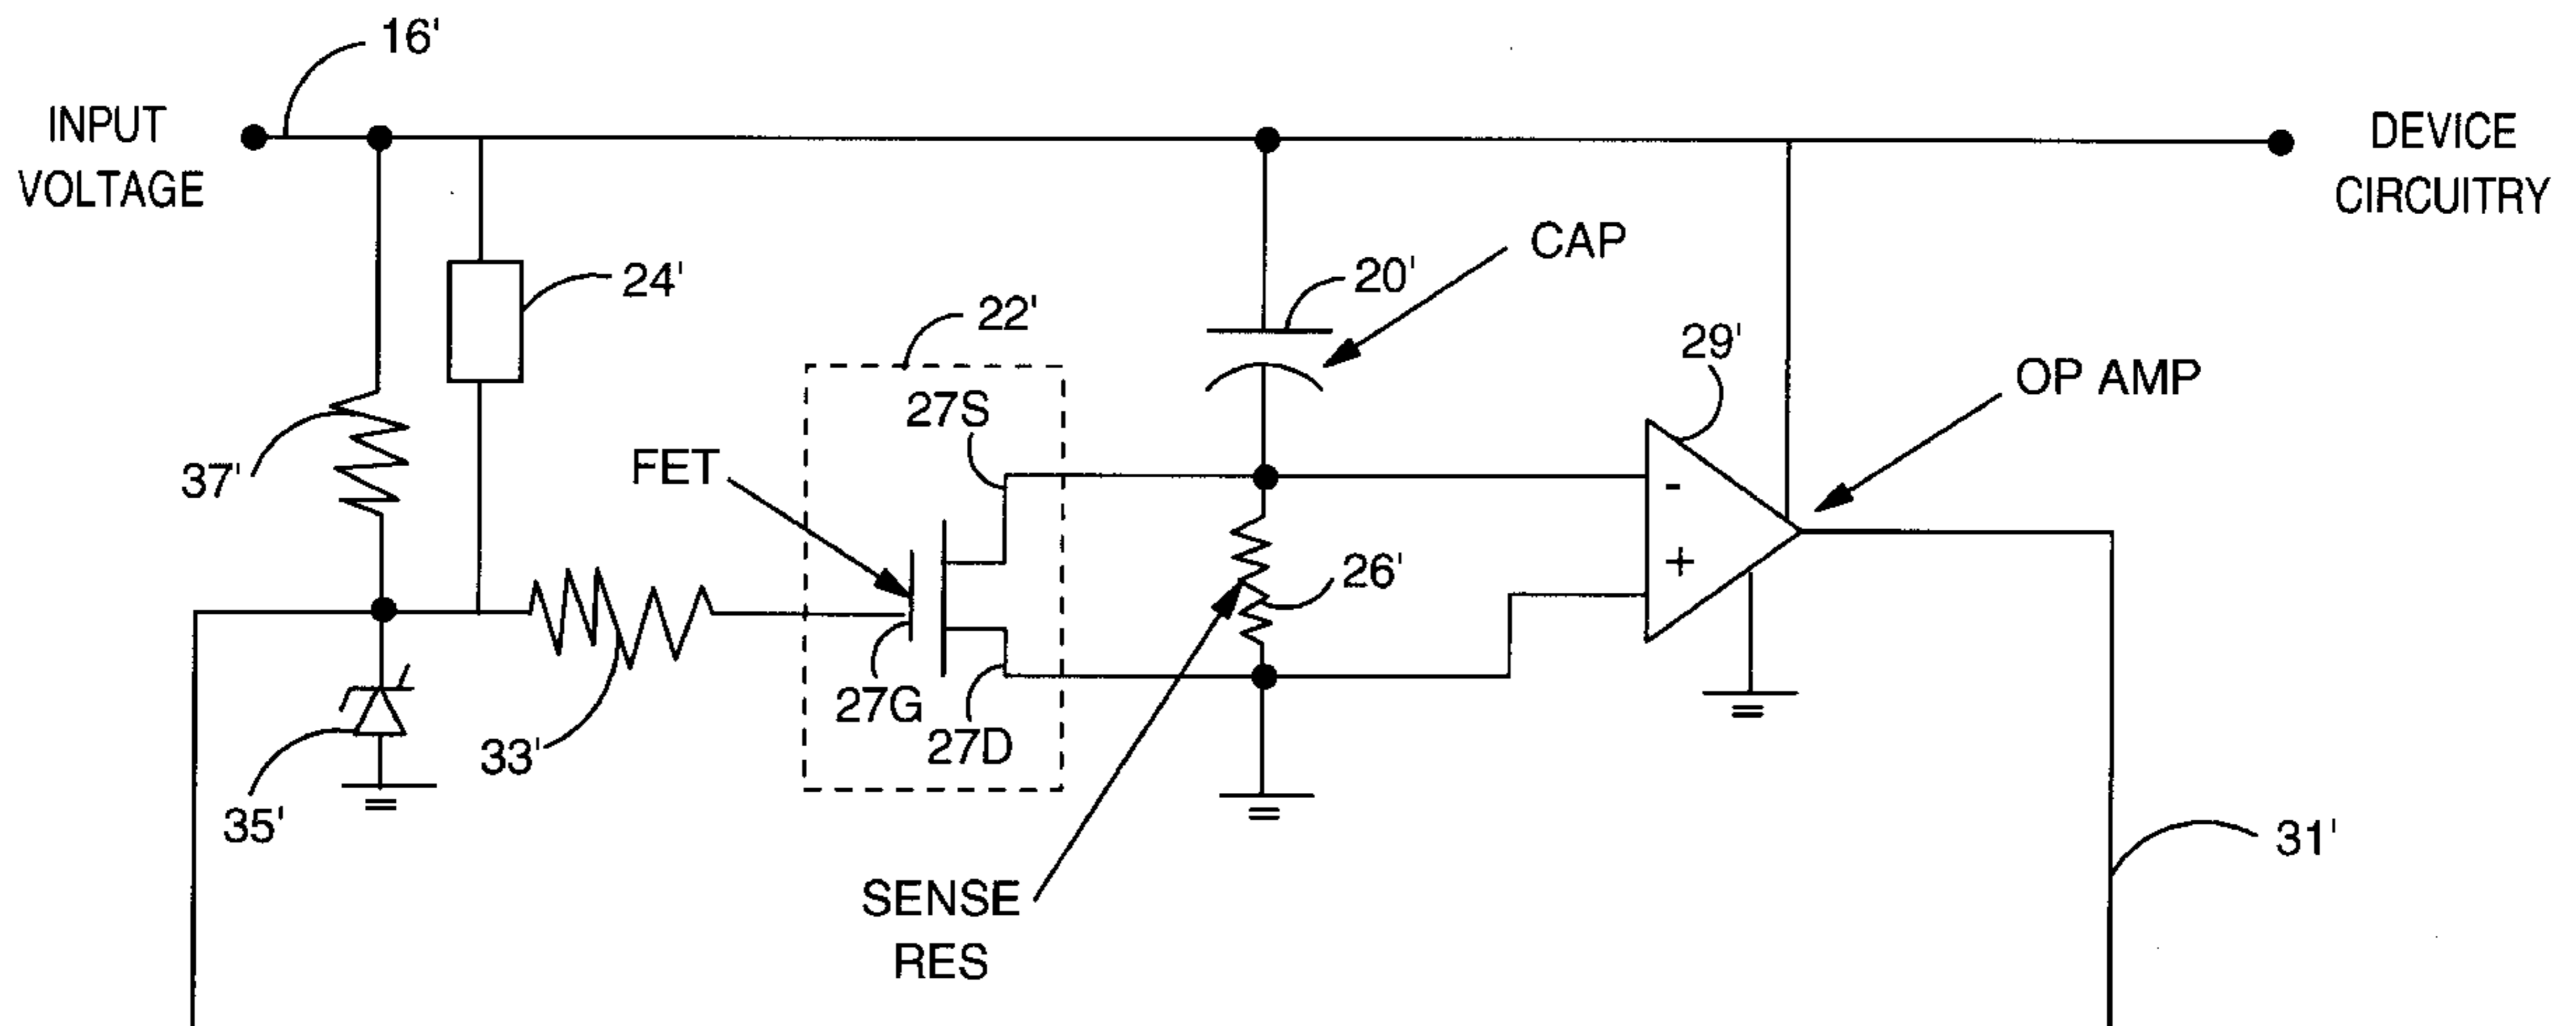 16'
INPUT
VOLTAGE
DEVICE
CIRCUITRY
24'
20'
CAP
22'
29'
OP AMP
27S
FET
37'
-
+
26'
27G
27D
33'
35'
SENSE
RES
31'